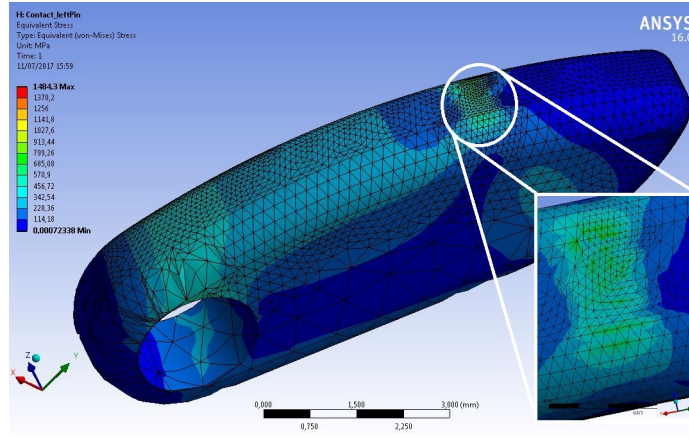 H: Contact_leftPin
Equivalent Stress
Type: Equivalent (von-Mises) Stress
Unit: MPa
Time: 1
11/07/2017 15:59
1484,3 Max
1370,2
1256
1141,8
1027,6
913,44
799,26
685,08
570,9
456,72
342,54
228,36
114,18
0.00072338 Min
ANSYS
16.0
Z
Y
X
0,000
1,500
3,000 (mm)
0,750
2,250